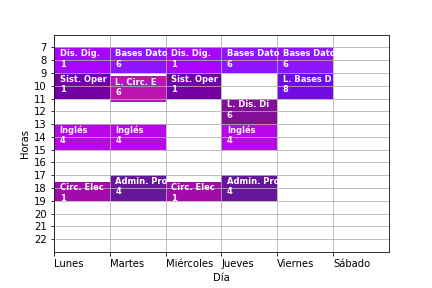 7
8
9
10
11
12
13
14
15
16
17
18
19
20
21
22
Horas
Dis. Dig.
1
Bases Dato
6
Dis. Dig.
1
Bases Dato
6
Bases Dato
6
Sist. Oper
1
L. Circ. E
6
Sist. Oper
1
L. Bases D
8
L. Dis. Di
6
Inglés
4
Inglés
4
Inglés
4
Circ. Elec
1
Admin. Pro
4
Circ. Elec
1
Admin. Pro
4
Lunes Martes Miércoles Jueves Viernes Sábado
Día